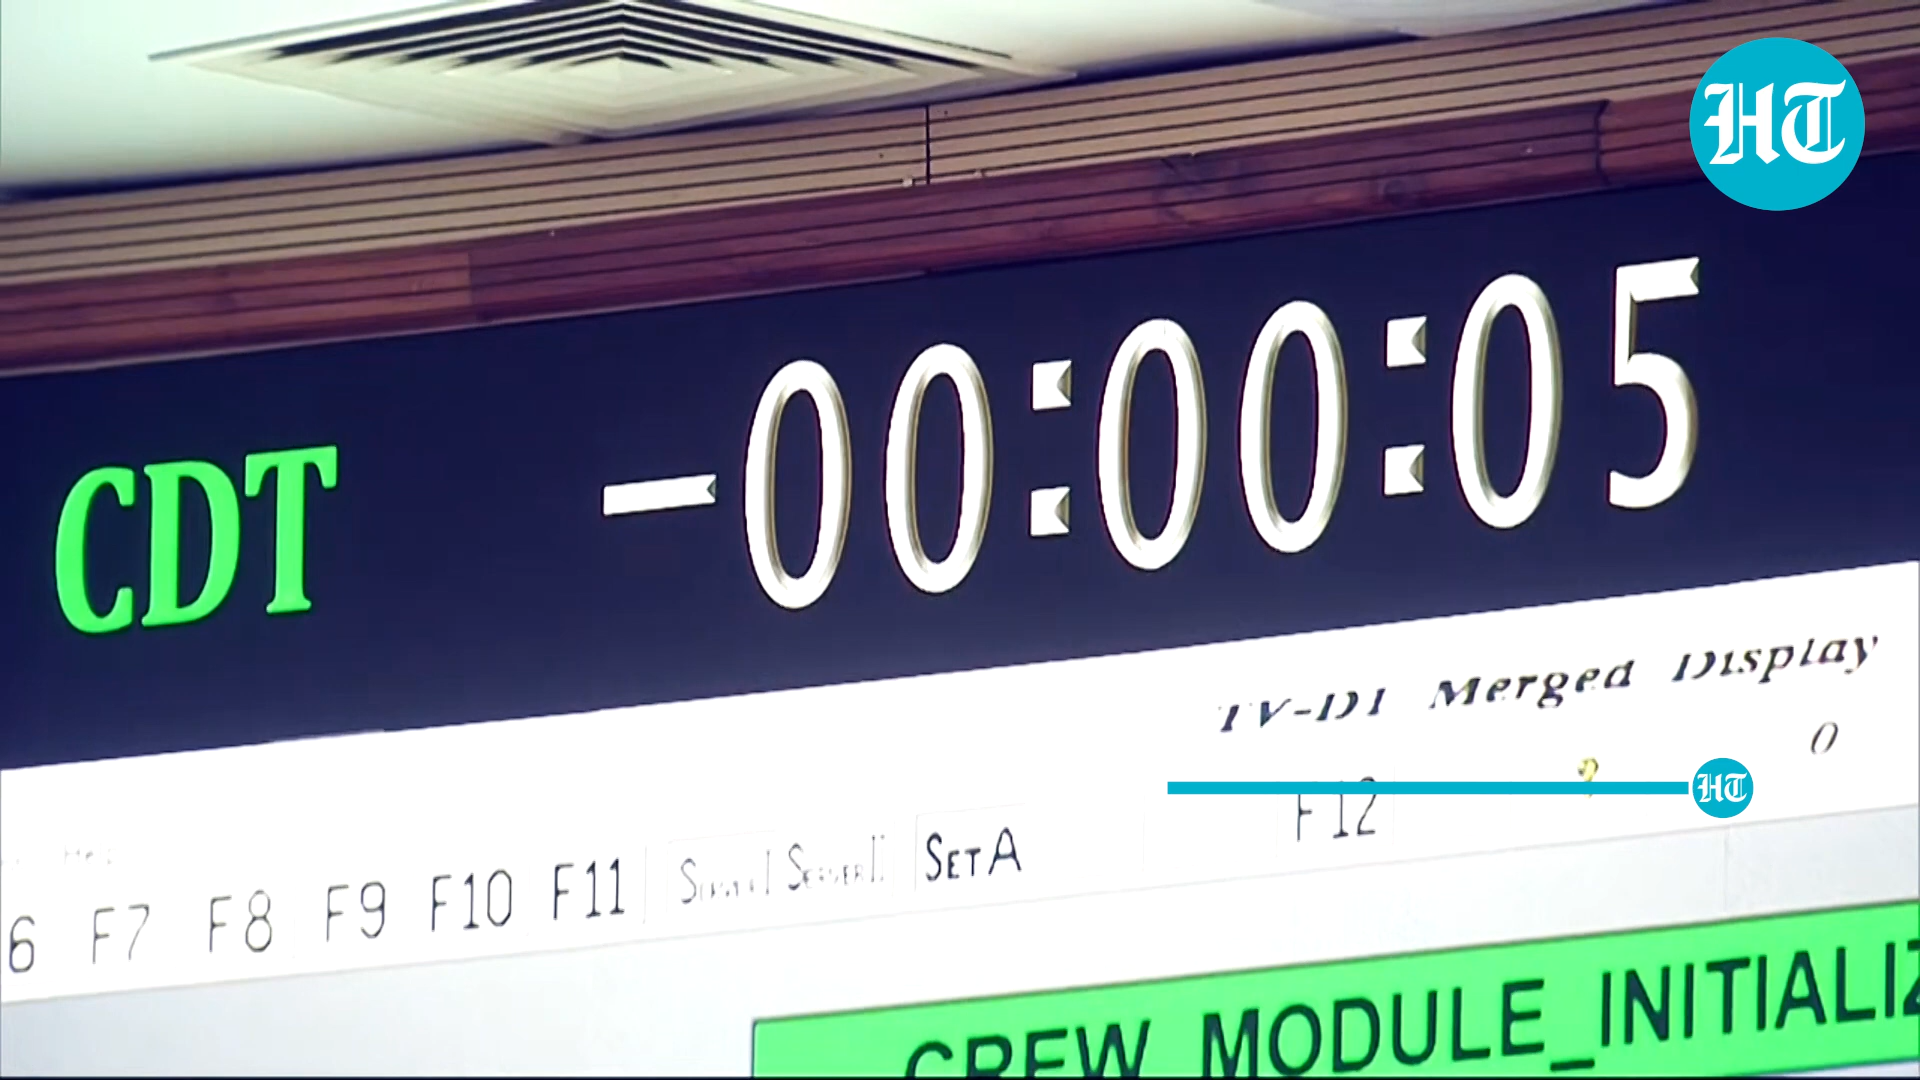 HT
CDT -00:00:05
TV-D1 Merged Display
0
HT
F12
6 F7 F8 F9 F10 F11 SET A
CREW_MODULE_INITIALIZ